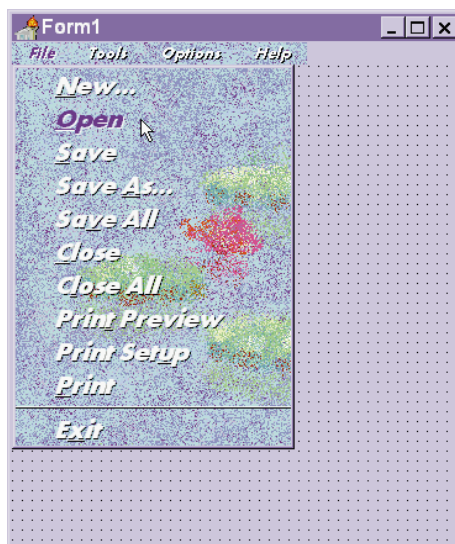 Form1
File Tools Options Help
New...
Open
Save
Save As...
Save All
Close
Close All
Print Preview
Print Setup
Print
Exit